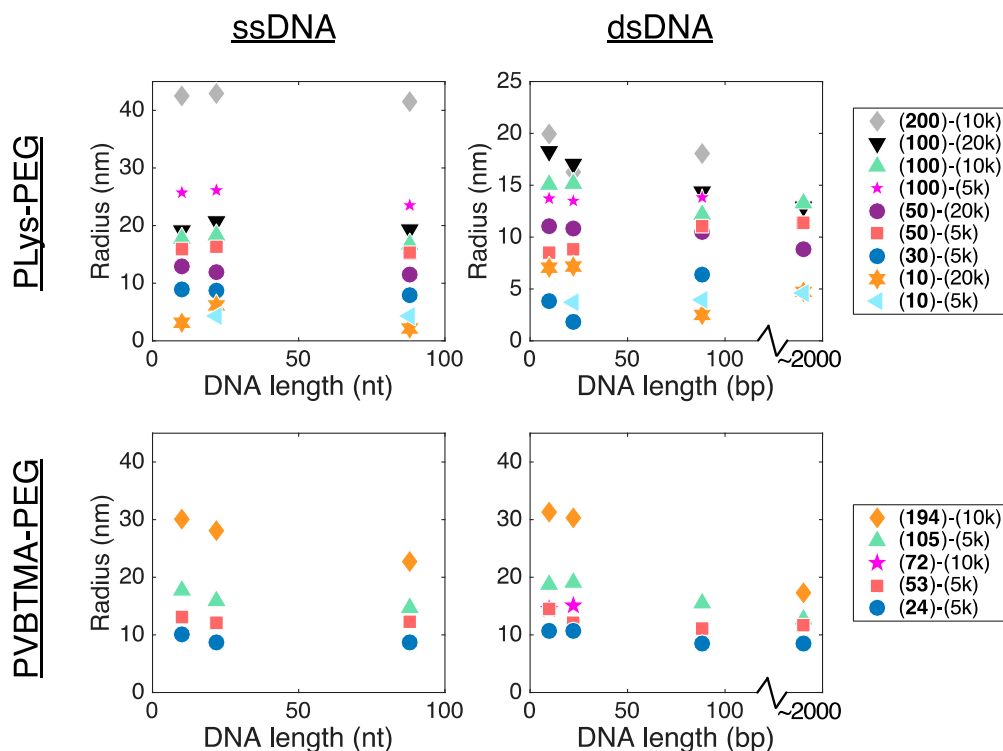 ssDNA
dsDNA
PLys-PEG
Radius (nm)
40
30
20
10
0
0
50
100
DNA length (nt)
Radius (nm)
25
20
15
10
5
0
0
50
~2000
DNA length (bp)
(200)-(10k)
(100)-(20k)
(100)-(10k)
(100)-(5k)
(50)-(20k)
(50)-(5k)
(30)-(5k)
(10)-(20k)
(10)-(5k)
PVBTMA-PEG
Radius (nm)
40
30
20
10
0
0
50
100
DNA length (nt)
Radius (nm)
40
30
20
10
0
0
50
~2000
DNA length (bp)
(194)-(10k)
(105)-(5k)
(72)-(10k)
(53)-(5k)
(24)-(5k)